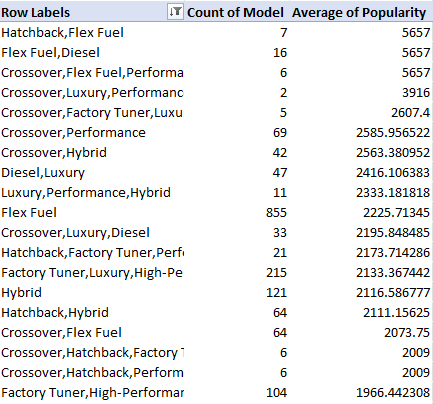 Row Labels Count of Model Average of Popularity
Hatchback,Flex Fuel 7 5657
Flex Fuel,Diesel 16 5657
Crossover,Flex Fuel,Performa 6 5657
Crossover,Luxury,Performanc 2 3916
Crossover,Factory Tuner,Luxu 5 2607.4
Crossover,Performance 69 2585.956522
Crossover,Hybrid 42 2563.380952
Diesel,Luxury 47 2416.106383
Luxury,Performance,Hybrid 11 2333.181818
Flex Fuel 855 2225.71345
Crossover,Luxury,Diesel 33 2195.848485
Hatchback,Factory Tuner,Perf 21 2173.714286
Factory Tuner,Luxury,High-Pe 215 2133.367442
Hybrid 121 2116.586777
Hatchback,Hybrid 64 2111.15625
Crossover,Flex Fuel 64 2073.75
Crossover,Hatchback,Factory T 6 2009
Crossover,Hatchback,Perform 6 2009
Factory Tuner,High-Performar 104 1966.442308